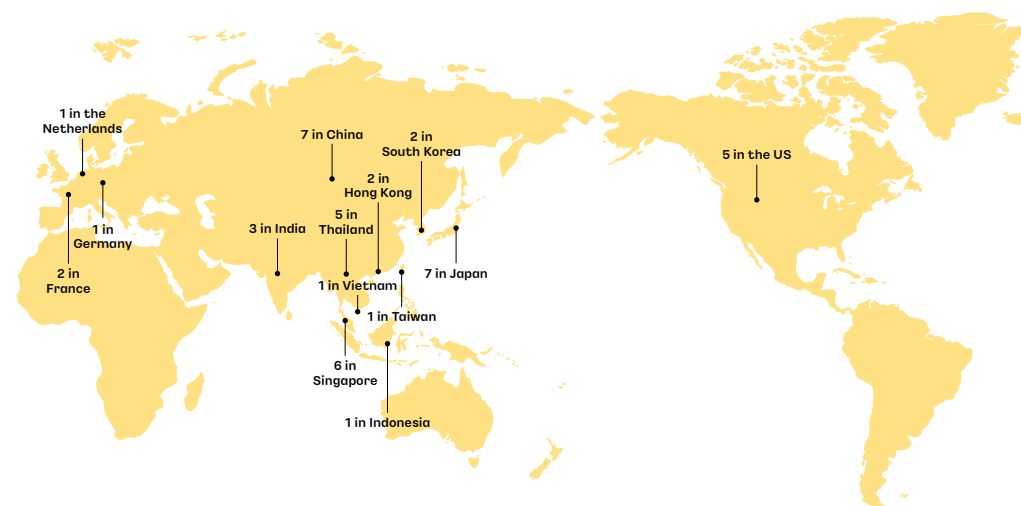 1 in the
Netherlands
7 in China
2 in
South Korea
5 in the US
2 in
Hong Kong
5 in
Thailand
3 in India
1 in
Germany
2 in
France
7 in Japan
1 in Vietnam
1 in Taiwan
6 in
Singapore
1 in Indonesia